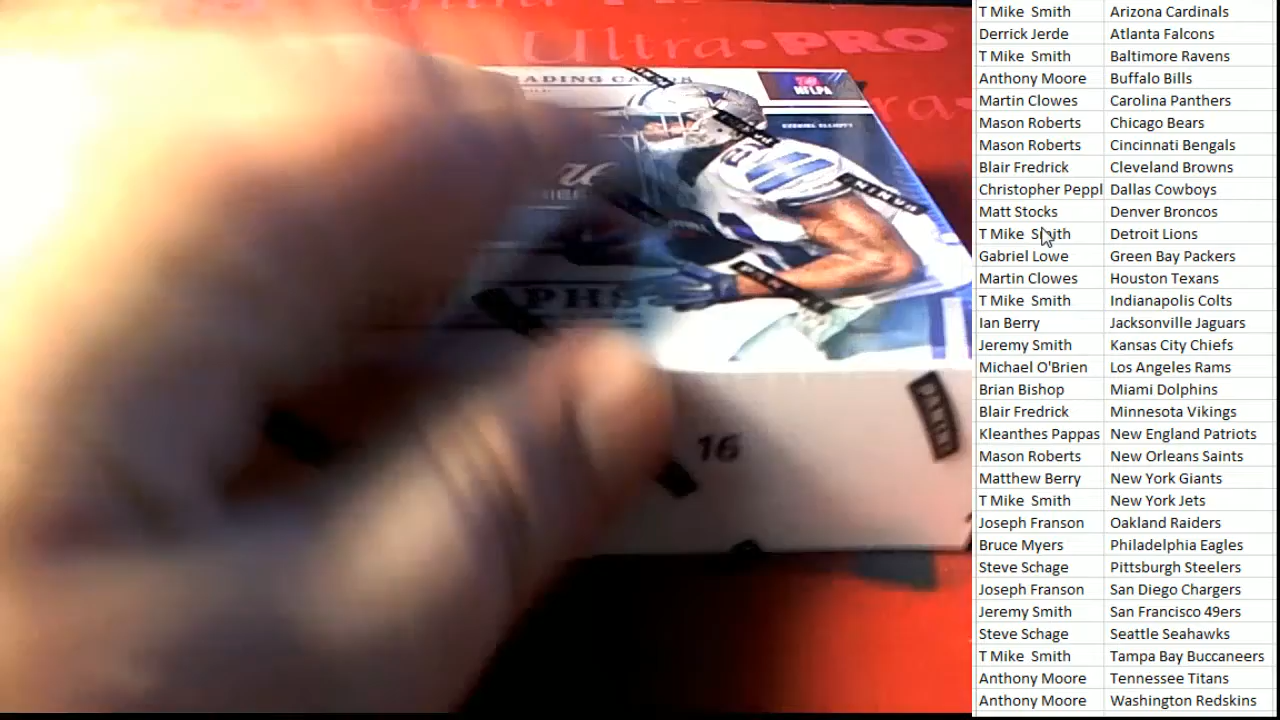 Ultra•PRO
TRADING CARDS
NFLPA
EZEKIEL ELLIOTT
PANINI
PANINI
PANINI
PANINI
16
T Mike Smith Arizona Cardinals
Derrick Jerde Atlanta Falcons
T Mike Smith Baltimore Ravens
Anthony Moore Buffalo Bills
Martin Clowes Carolina Panthers
Mason Roberts Chicago Bears
Mason Roberts Cincinnati Bengals
Blair Fredrick Cleveland Browns
Christopher Peppl Dallas Cowboys
Matt Stocks Denver Broncos
T Mike Smith Detroit Lions
Gabriel Lowe Green Bay Packers
Martin Clowes Houston Texans
T Mike Smith Indianapolis Colts
Ian Berry Jacksonville Jaguars
Jeremy Smith Kansas City Chiefs
Michael O'Brien Los Angeles Rams
Brian Bishop Miami Dolphins
Blair Fredrick Minnesota Vikings
Kleanthes Pappas New England Patriots
Mason Roberts New Orleans Saints
Matthew Berry New York Giants
T Mike Smith New York Jets
Joseph Franson Oakland Raiders
Bruce Myers Philadelphia Eagles
Steve Schage Pittsburgh Steelers
Joseph Franson San Diego Chargers
Jeremy Smith San Francisco 49ers
Steve Schage Seattle Seahawks
T Mike Smith Tampa Bay Buccaneers
Anthony Moore Tennessee Titans
Anthony Moore Washington Redskins